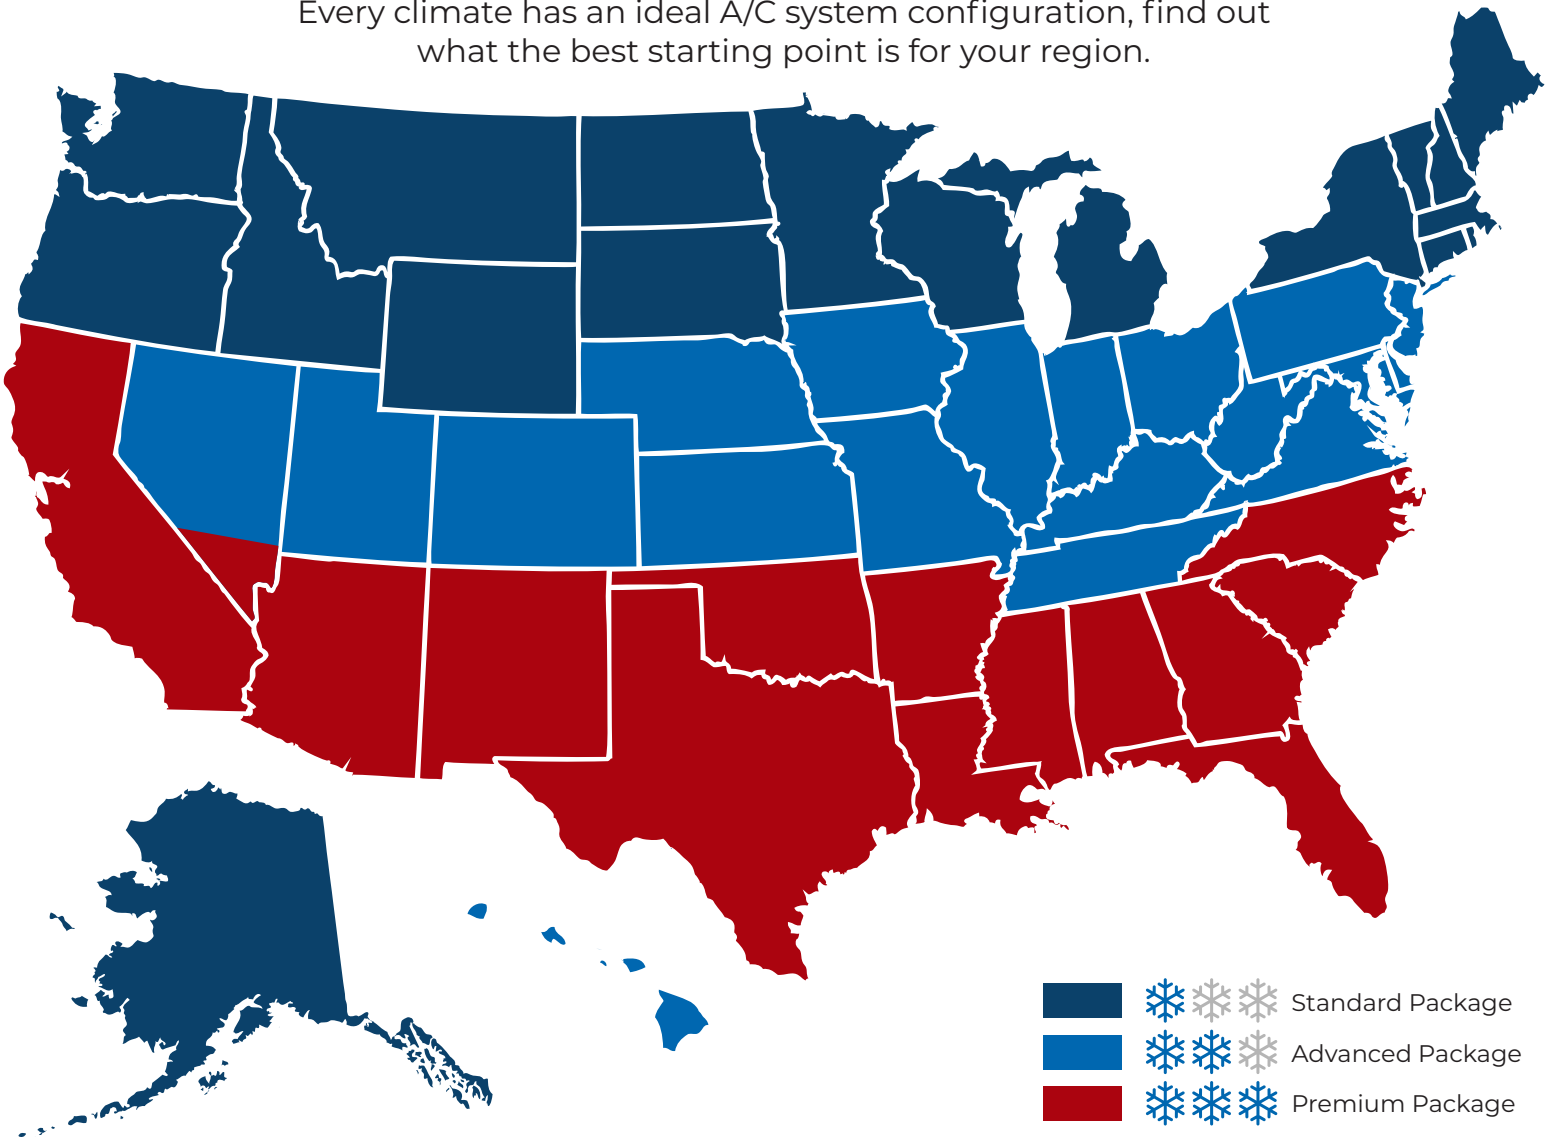 Every climate has an ideal A/C system configuration, find out
what the best starting point is for your region.
Standard Package
Advanced Package
Premium Package